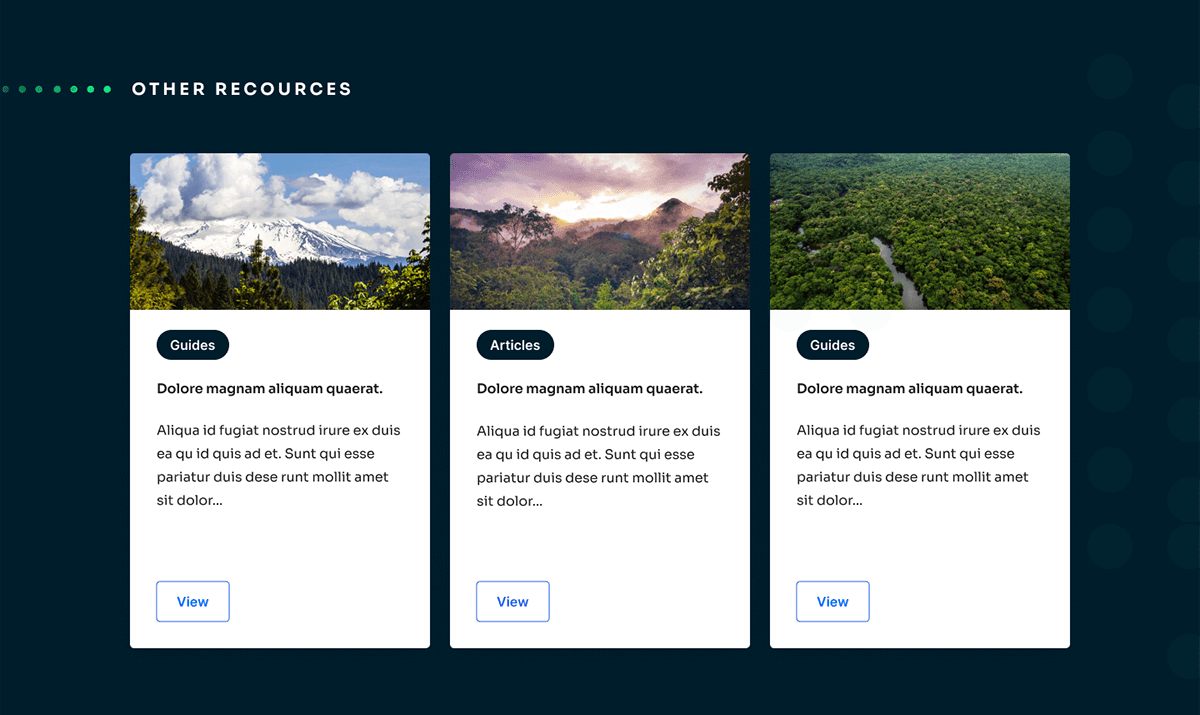 OTHER RECOURCES
Guides
Dolore magnam aliquam quaerat.
Aliqua id fugiat nostrud irure ex duis
ea qu id quis ad et. Sunt qui esse
pariatur duis dese runt mollit amet
sit dolor...
View
Articles
Dolore magnam aliquam quaerat.
Aliqua id fugiat nostrud irure ex duis
ea qu id quis ad et. Sunt qui esse
pariatur duis dese runt mollit amet
sit dolor...
View
Guides
Dolore magnam aliquam quaerat.
Aliqua id fugiat nostrud irure ex duis
ea qu id quis ad et. Sunt qui esse
pariatur duis dese runt mollit amet
sit dolor...
View